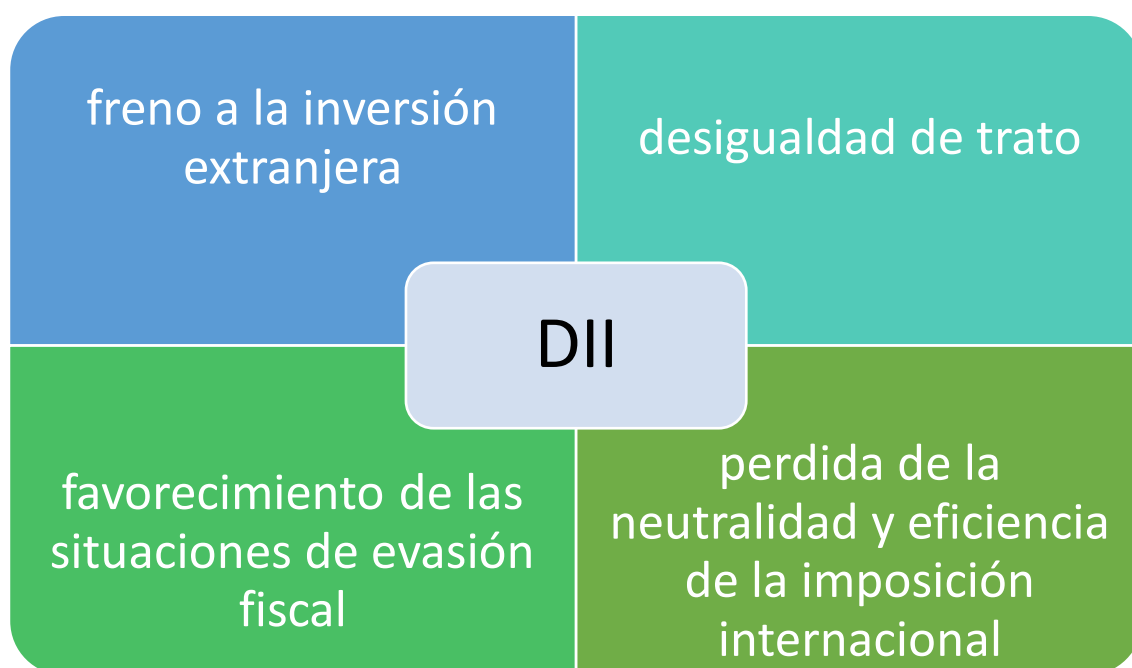 freno a la inversión
extranjera
desigualdad de trato
DII
favorecimiento de las
situaciones de evasión
fiscal
perdida de la
neutralidad y eficiencia
de la imposición
internacional